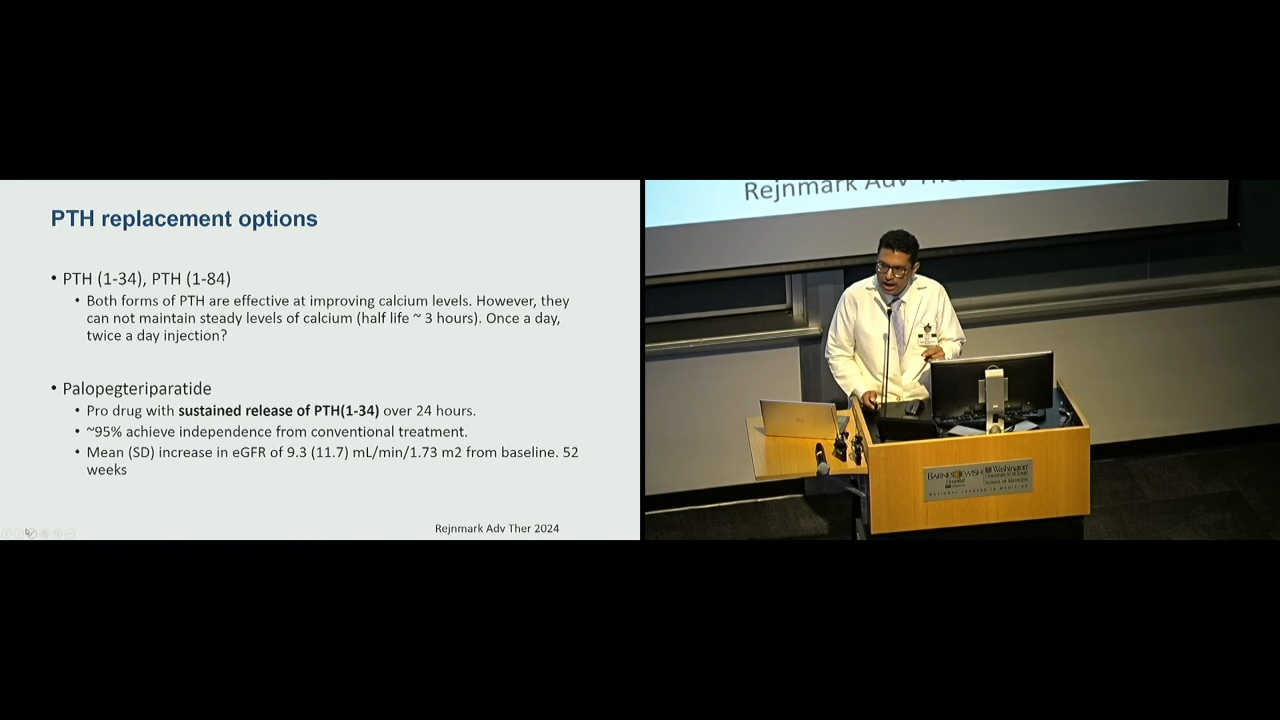 PTH replacement options
• PTH (1-34), PTH (1-84)
• Both forms of PTH are effective at improving calcium levels. However, they
can not maintain steady levels of calcium (half life ~ 3 hours). Once a day,
twice a day injection?
• Palopegteriparatide
• Pro drug with sustained release of PTH(1-34) over 24 hours.
• ~95% achieve independence from conventional treatment.
• Mean (SD) increase in eGFR of 9.3 (11.7) mL/min/1.73 m2 from baseline. 52
weeks
Rejnmark Adv Ther 2024
Rejnmark Adv
BARNES JEWISH
Hospital
Washington
University in St. Louis
SCHOOL OF MEDICINE
NATIONAL LEADERS IN MEDICINE